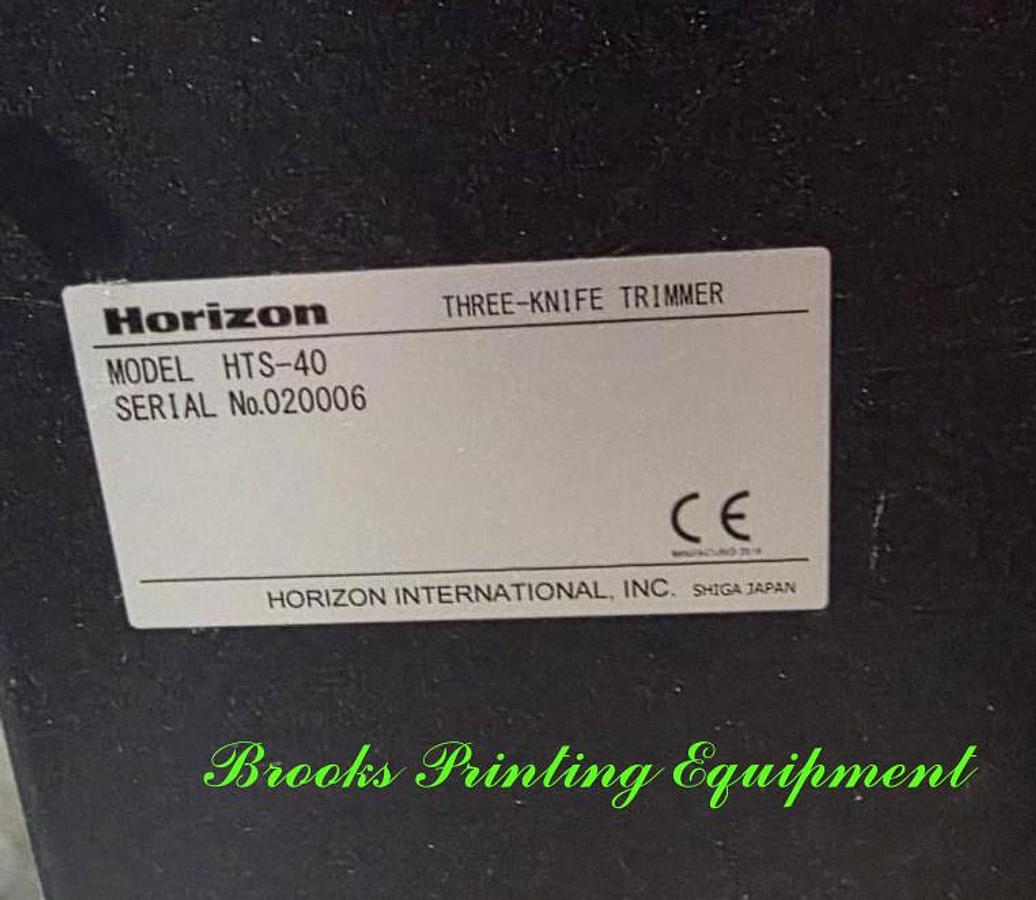 Horizon THREE-KNIFE TRIMMER
MODEL HTS-40
SERIAL No.020006
CE
HORIZON INTERNATIONAL, INC. SHIGA JAPAN
Brooks Printing Equipment